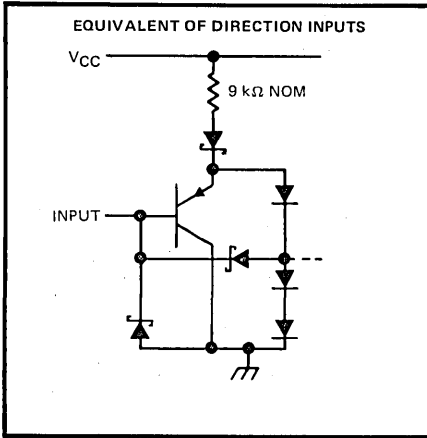 EQUIVALENT OF DIRECTION INPUTS
VCC
9 kΩ NOM
INPUT